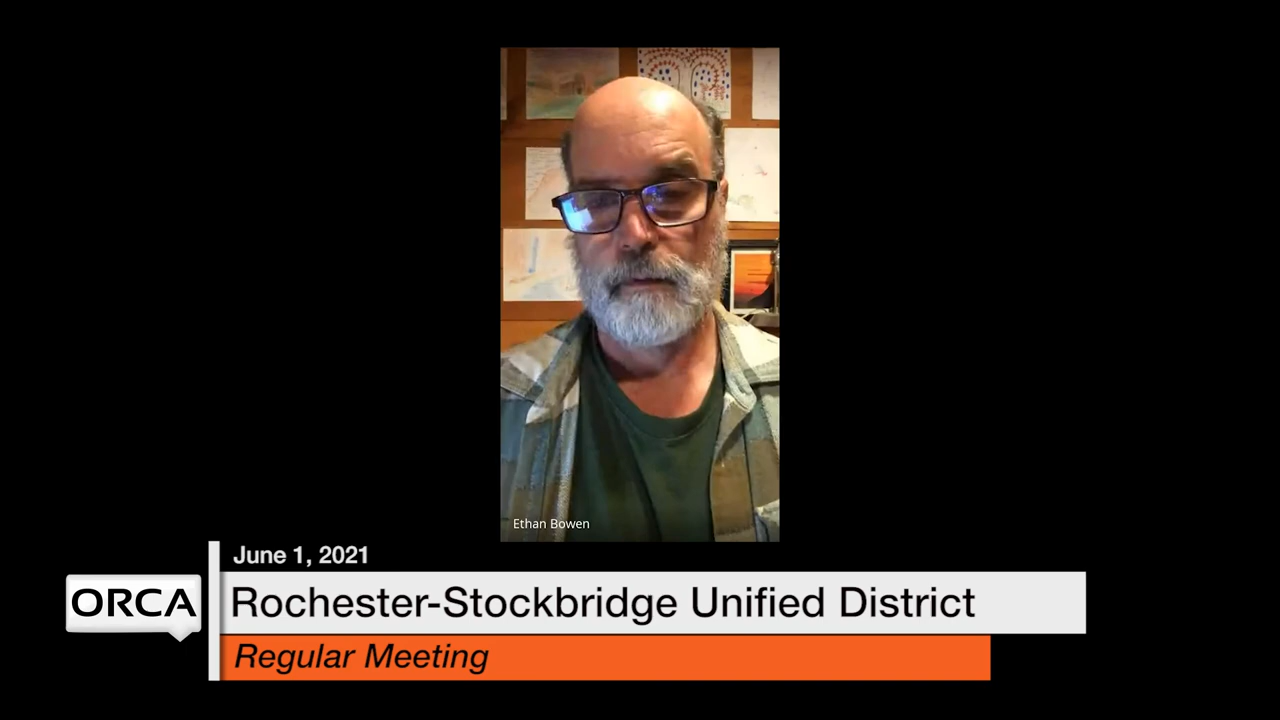 Ethan Bowen
June 1, 2021
ORCA
Rochester-Stockbridge Unified District
Regular Meeting